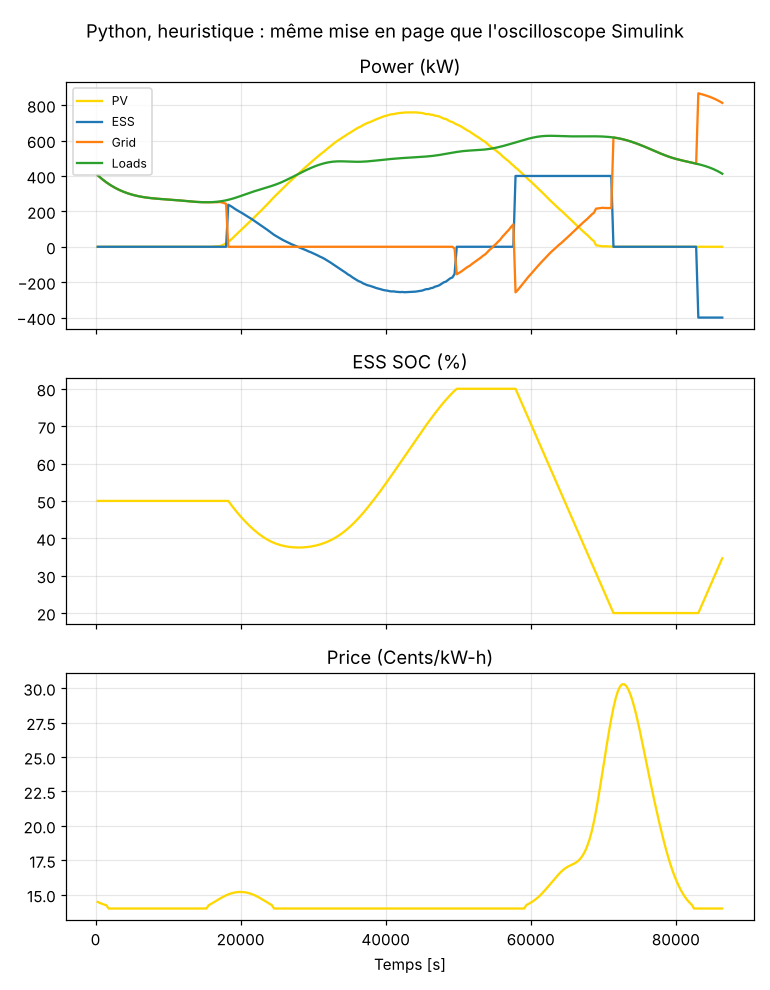 Python, heuristique : même mise en page que l'oscilloscope Simulink
Power (kW)
PV
ESS
Grid
Loads
800
600
400
200
0
−200
−400
ESS SOC (%)
80
70
60
50
40
30
20
Price (Cents/kW-h)
30.0
27.5
25.0
22.5
20.0
17.5
15.0
0 20000 40000 60000 80000
Temps [s]